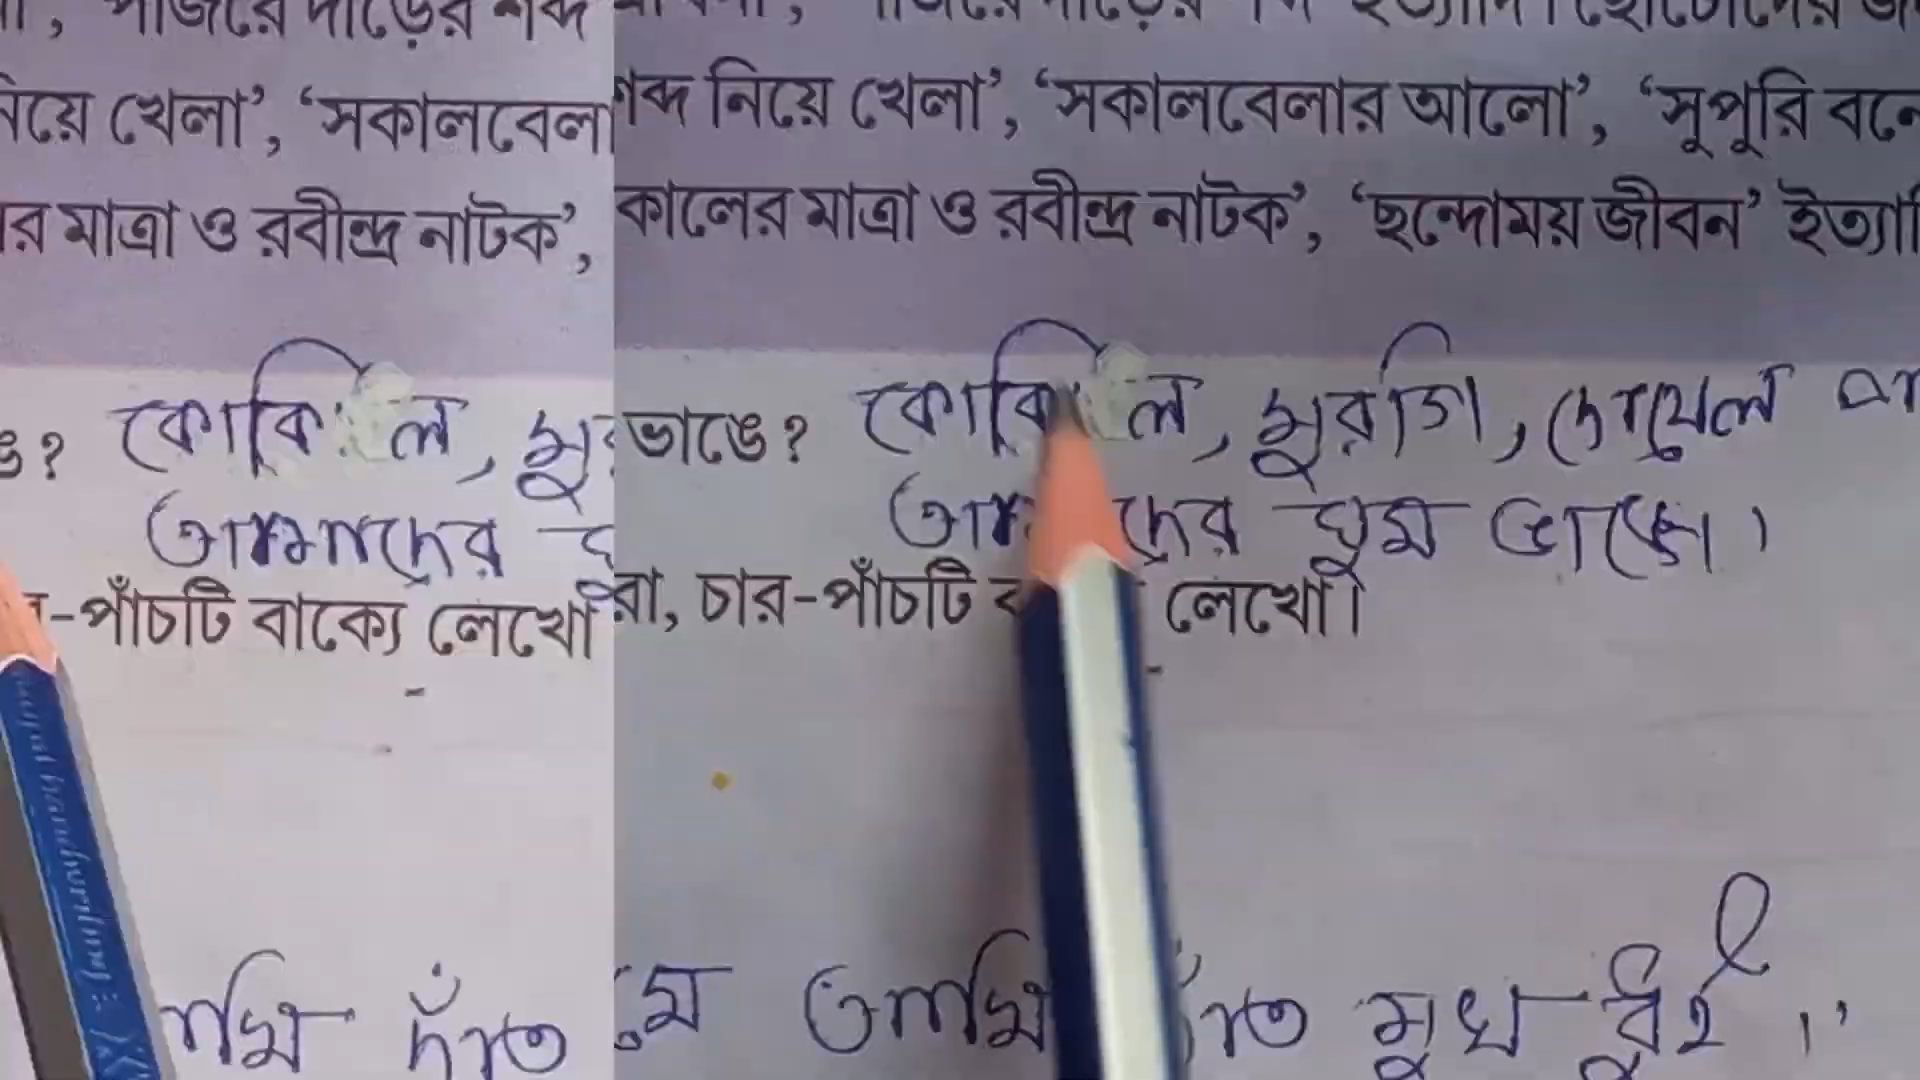 নিয়ে খেলা’, ‘সকালবেলা
র মাত্রা ও রবীন্দ্র নাটক’,
? কোকিল, মুর
আমাদের ঘু
-পাঁচটি বাক্যে লেখো
মি দাঁত
শব্দ নিয়ে খেলা’, ‘সকালবেলার আলো’, ‘সুপুরি বনে
কালের মাত্রা ও রবীন্দ্র নাটক’, ‘ছন্দোময় জীবন’ ইত্যাদি
ভাঙে? কোকিল, মুরগি, দোয়েল
ঘুম ভাঙ্গে।
রা, চার-পাঁচটি লেখো।
আমি দাঁত মুখ ধুই।